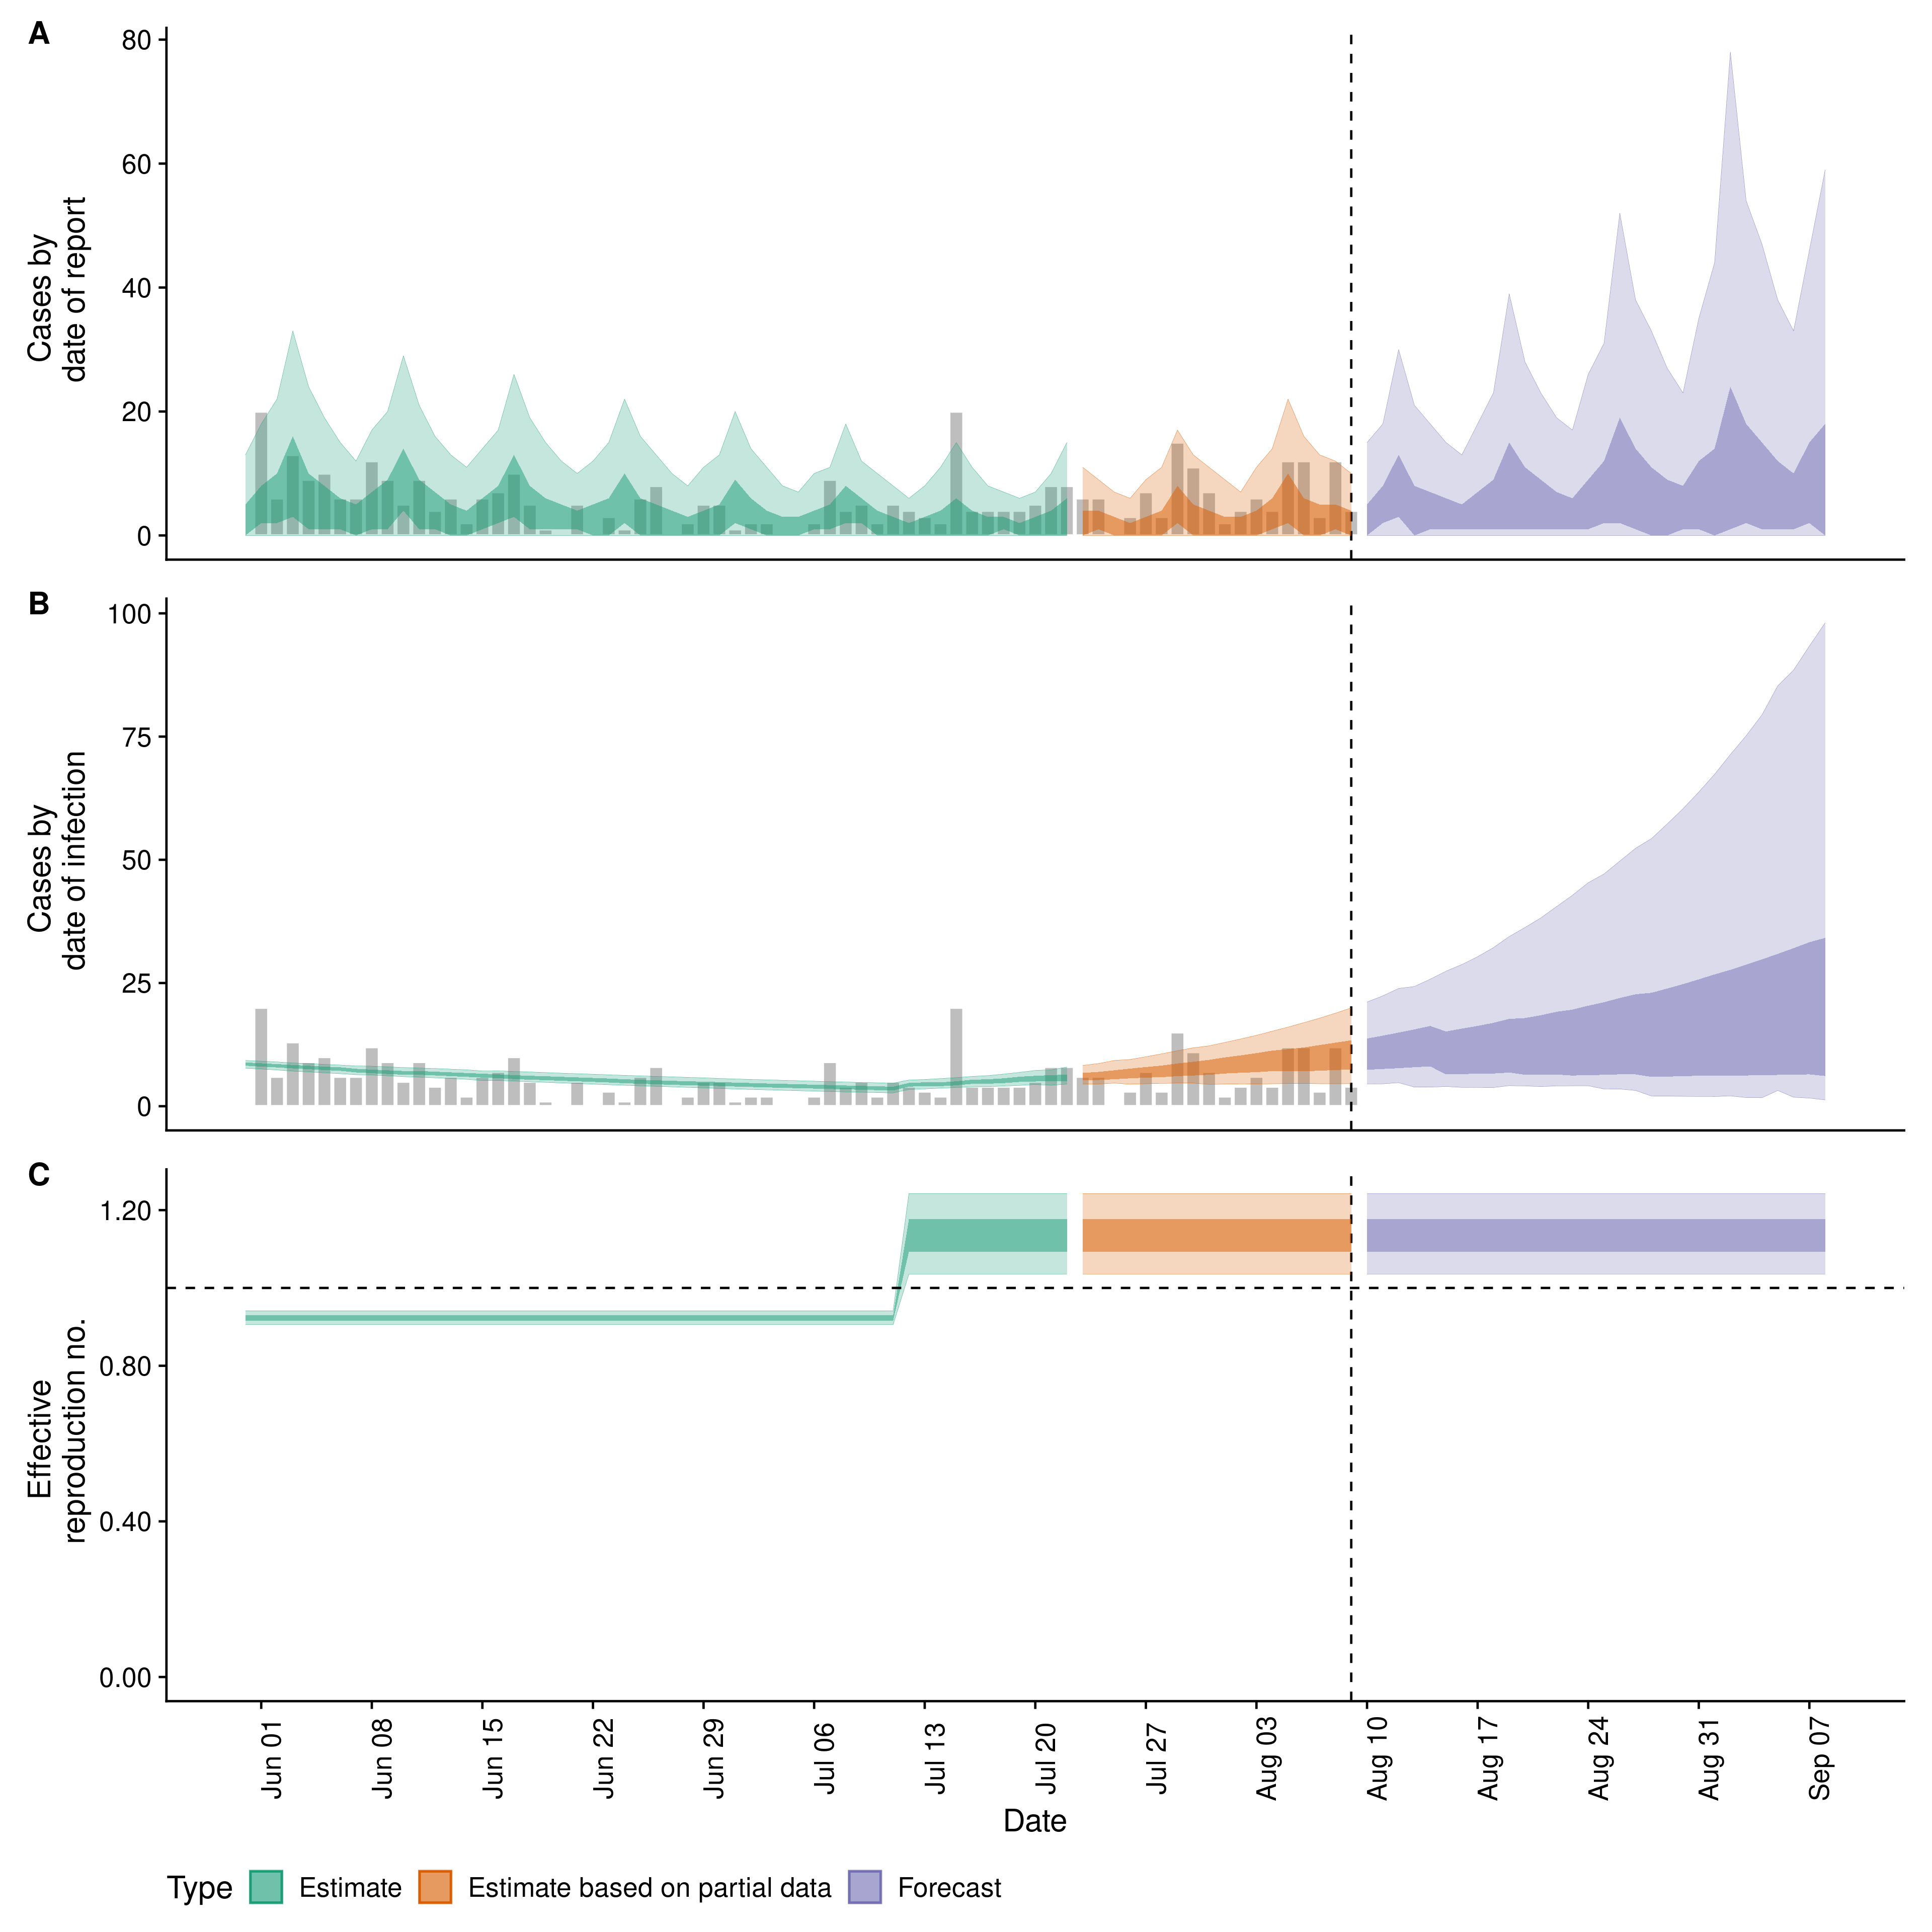 A
80
60
40
20
0
Cases by
date of report
B
100
75
50
25
0
Cases by
date of infection
C
1.20
0.80
0.40
0.00
Effective
reproduction no.
Jun 01
Jun 08
Jun 15
Jun 22
Jun 29
Jul 06
Jul 13
Jul 20
Jul 27
Aug 03
Aug 10
Aug 17
Aug 24
Aug 31
Sep 07
Date
Type Estimate Estimate based on partial data Forecast